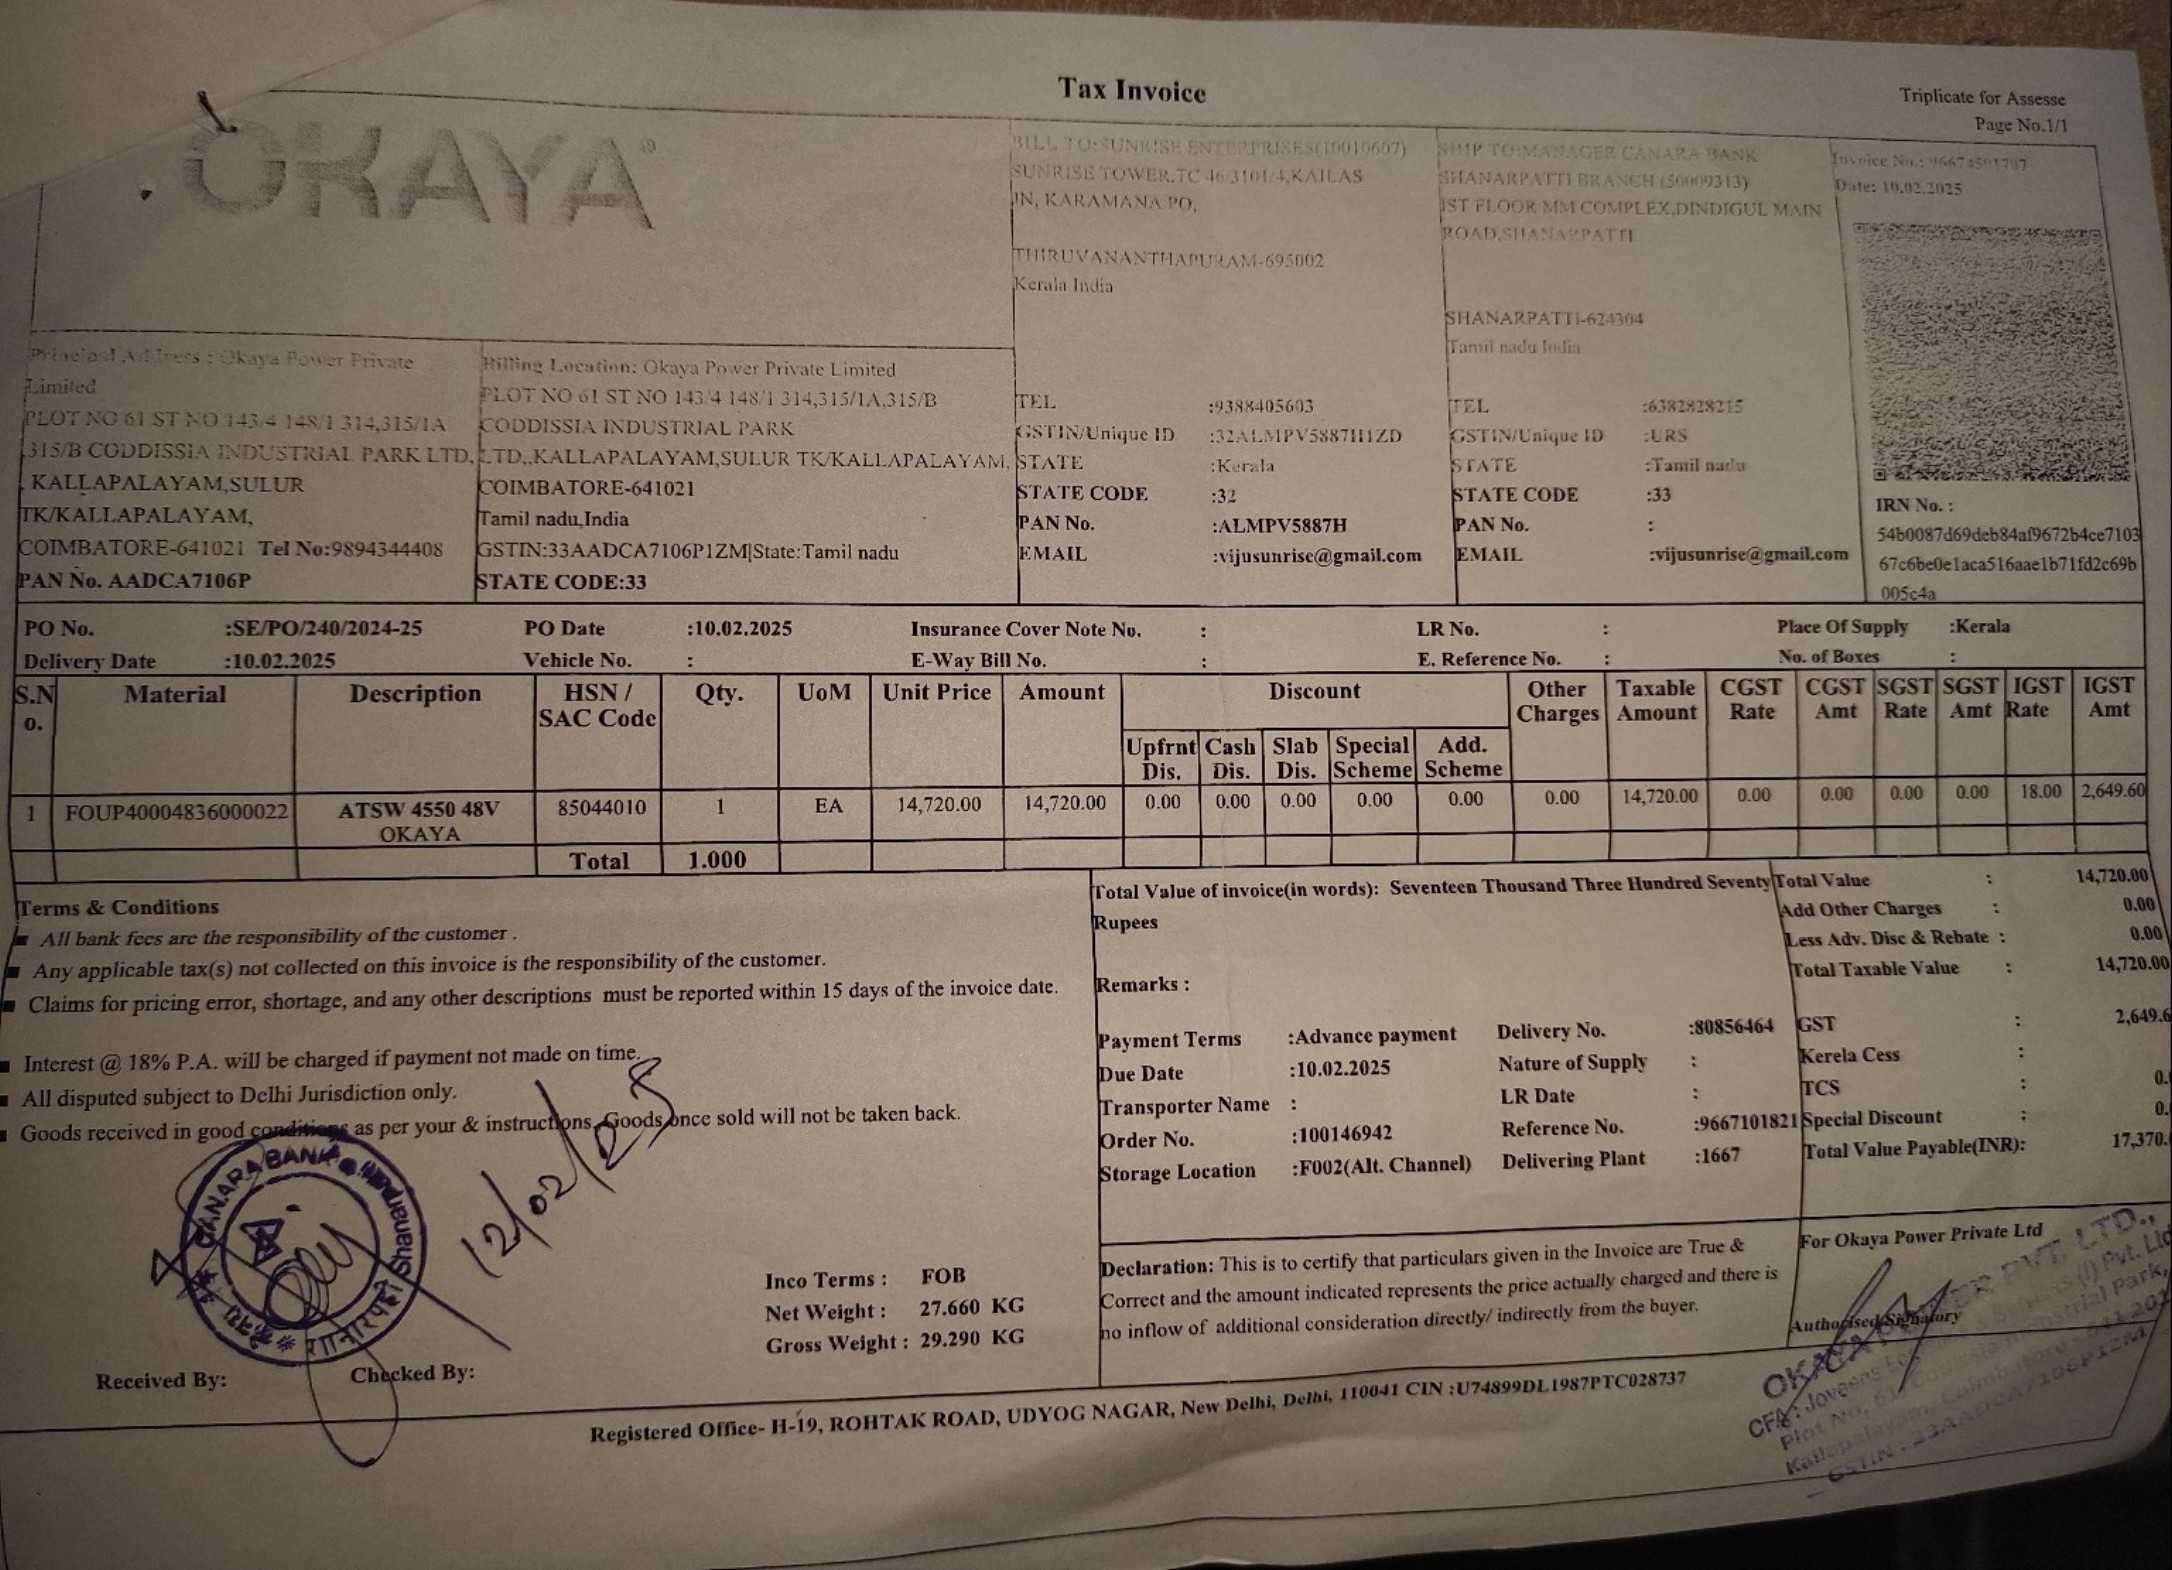 Tax Invoice
Triplicate for Assesse
Page No.1/1
OKAYA®
BILL TO:SUNRISE ENTERPRISES(10010607)
SUNRISE TOWER,TC 46/3101/4,KAILAS
JN, KARAMANA PO,
THIRUVANANTHAPURAM-695002
Kerala India
TEL :9388405603
GSTIN/Unique ID :32ALMPV5887H1ZD
STATE :Kerala
STATE CODE :32
PAN No. :ALMPV5887H
EMAIL :vijusunrise@gmail.com
SHIP TO:MANAGER CANARA BANK
SHANARPATTI BRANCH (50009313)
IST FLOOR MM COMPLEX,DINDIGUL MAIN
ROAD,SHANARPATTI
SHANARPATTI-624304
Tamil nadu India
TEL :6382828215
GSTIN/Unique ID :URS
STATE :Tamil nadu
STATE CODE :33
PAN No. :
EMAIL :vijusunrise@gmail.com
Invoice No.: 96674501707
Date: 10.02.2025
IRN No. :
54b0087d69deb84af9672b4ce7103
67c6be0e1aca516aae1b71fd2c69b
005c4a
Principal Address : Okaya Power Private
Limited
PLOT NO 61 ST NO 143/4 148/1 314,315/1A
,315/B CODDISSIA INDUSTRIAL PARK LTD,
, KALLAPALAYAM,SULUR
TK/KALLAPALAYAM,
COIMBATORE-641021 Tel No:9894344408
PAN No. AADCA7106P
Billing Location: Okaya Power Private Limited
PLOT NO 61 ST NO 143/4 148/1 314,315/1A,315/B
CODDISSIA INDUSTRIAL PARK
LTD,,KALLAPALAYAM,SULUR TK/KALLAPALAYAM,
COIMBATORE-641021
Tamil nadu,India
GSTIN:33AADCA7106P1ZM|State:Tamil nadu
STATE CODE:33
PO No. :SE/PO/240/2024-25 PO Date :10.02.2025 Insurance Cover Note No. : LR No. : Place Of Supply :Kerala
Delivery Date :10.02.2025 Vehicle No. : E-Way Bill No. : E. Reference No. : No. of Boxes :
S.N o. Material Description HSN / SAC Code Qty. UoM Unit Price Amount Discount Other Charges Taxable Amount CGST Rate CGST Amt SGST Rate SGST Amt IGST Rate IGST Amt
Upfrnt Dis. Cash Dis. Slab Dis. Special Scheme Add. Scheme
1 FOUP40004836000022 ATSW 4550 48V OKAYA 85044010 1 EA 14,720.00 14,720.00 0.00 0.00 0.00 0.00 0.00 0.00 14,720.00 0.00 0.00 0.00 0.00 18.00 2,649.60
Total 1.000
Terms & Conditions
All bank fees are the responsibility of the customer .
Any applicable tax(s) not collected on this invoice is the responsibility of the customer.
Claims for pricing error, shortage, and any other descriptions must be reported within 15 days of the invoice date.
Interest @ 18% P.A. will be charged if payment not made on time.
All disputed subject to Delhi Jurisdiction only.
Goods received in good conditions as per your & instructions. Goods once sold will not be taken back.
Total Value of invoice(in words): Seventeen Thousand Three Hundred Seventy
Rupees
Remarks :
Payment Terms :Advance payment Delivery No. :80856464
Due Date :10.02.2025 Nature of Supply :
Transporter Name : LR Date :
Order No. :100146942 Reference No. :9667101821
Storage Location :F002(Alt. Channel) Delivering Plant :1667
Total Value : 14,720.00
Add Other Charges : 0.00
Less Adv. Disc & Rebate : 0.00
Total Taxable Value : 14,720.00
GST : 2,649.6
Kerela Cess :
TCS : 0.
Special Discount : 0.
Total Value Payable(INR): 17,370.
CANARA BANK Shanarpatti
शानारपट्टी
12/02/25
Inco Terms : FOB
Net Weight : 27.660 KG
Gross Weight : 29.290 KG
Received By:
Checked By:
Declaration: This is to certify that particulars given in the Invoice are True &
Correct and the amount indicated represents the price actually charged and there is
no inflow of additional consideration directly/ indirectly from the buyer.
For Okaya Power Private Ltd
Authorised Signatory
OKAYA POWER PVT. LTD.,
Registered Office- H-19, ROHTAK ROAD, UDYOG NAGAR, New Delhi, Delhi, 110041 CIN :U74899DL1987PTC028737